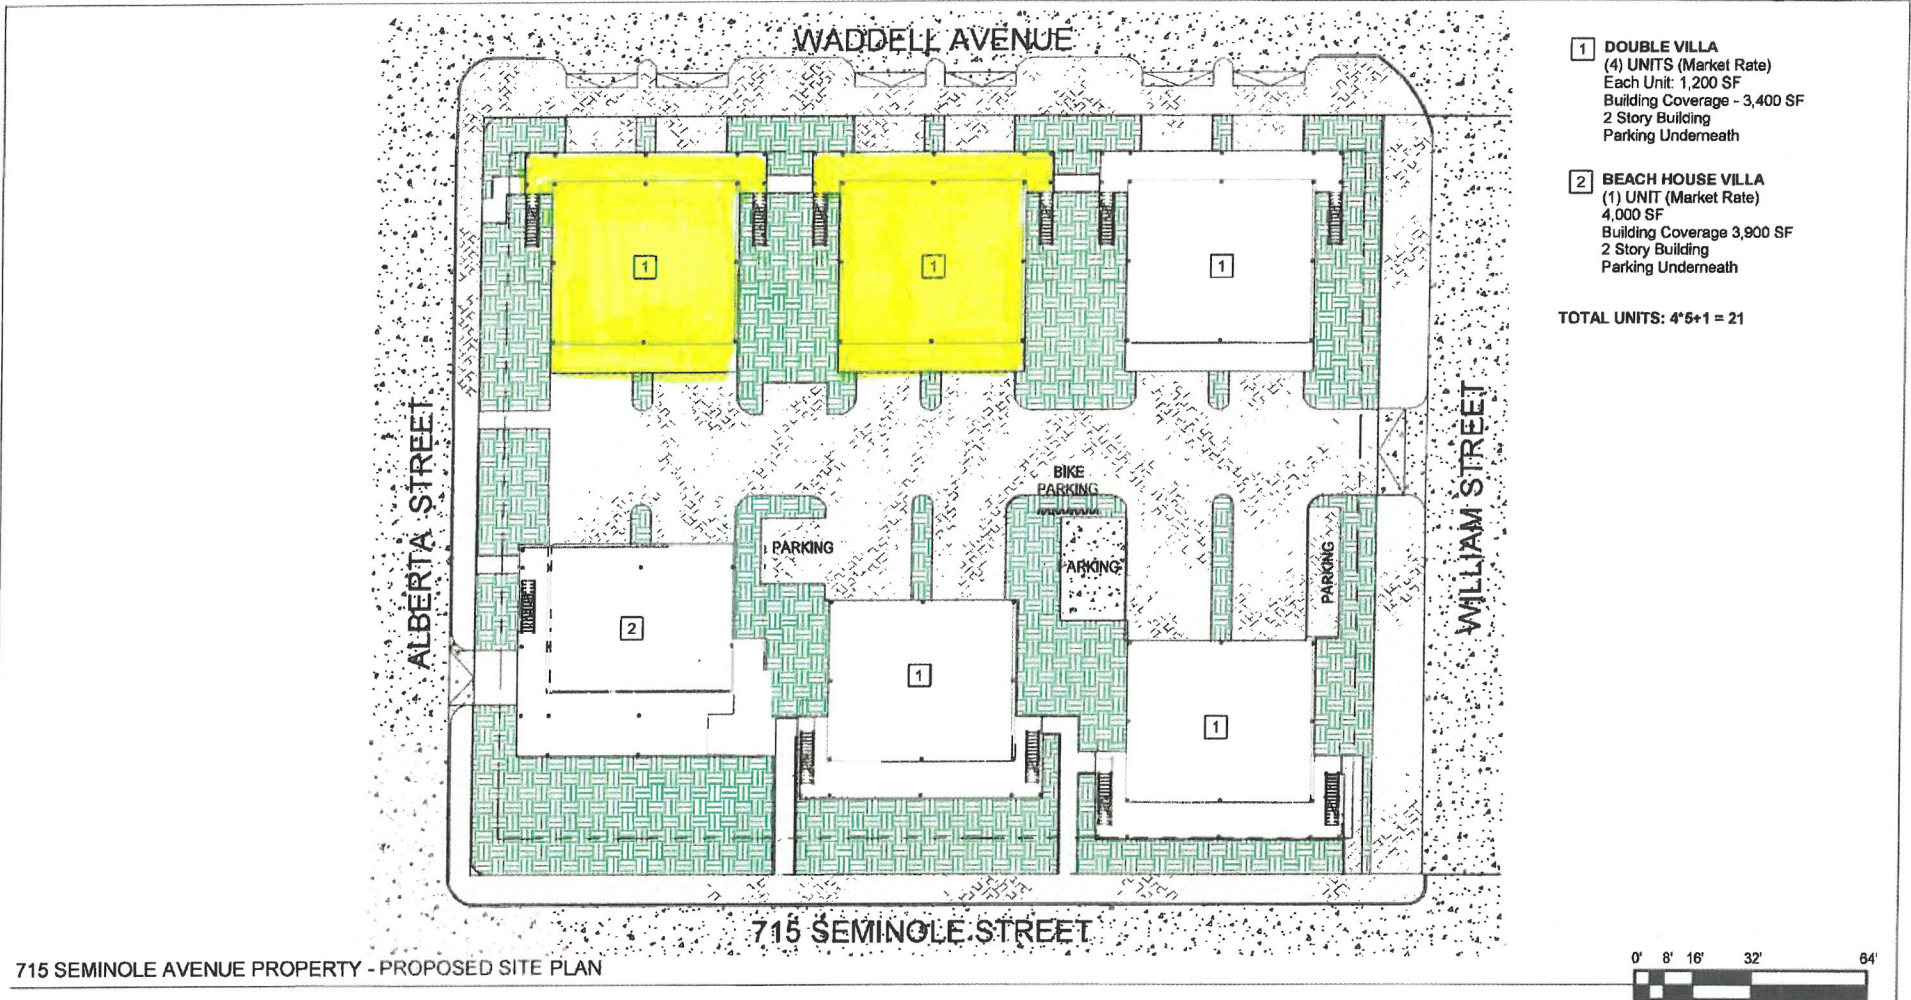 WADDELL AVENUE
1 DOUBLE VILLA
(4) UNITS (Market Rate)
Each Unit: 1,200 SF
Building Coverage - 3,400 SF
2 Story Building
Parking Underneath
2 BEACH HOUSE VILLA
(1) UNIT (Market Rate)
4,000 SF
Building Coverage 3,900 SF
2 Story Building
Parking Underneath
TOTAL UNITS: 4*5+1 = 21
1
1
1
ALBERTA STREET
WILLIAM STREET
BIKE
PARKING
PARKING
PARKING
PARKING
2
1
1
715 SEMINOLE STREET
715 SEMINOLE AVENUE PROPERTY - PROPOSED SITE PLAN
0' 8' 16' 32' 64'